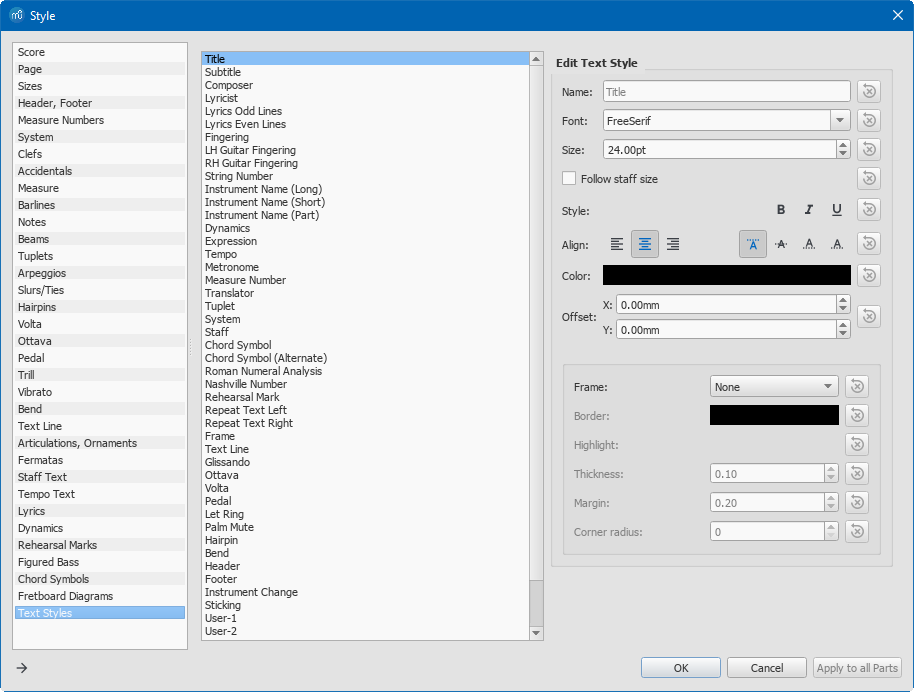 Style
Score
Page
Sizes
Header, Footer
Measure Numbers
System
Clefs
Accidentals
Measure
Barlines
Notes
Beams
Tuplets
Arpeggios
Slurs/Ties
Hairpins
Volta
Ottava
Pedal
Trill
Vibrato
Bend
Text Line
Articulations, Ornaments
Fermatas
Staff Text
Tempo Text
Lyrics
Dynamics
Rehearsal Marks
Figured Bass
Chord Symbols
Fretboard Diagrams
Text Styles
Title
Subtitle
Composer
Lyricist
Lyrics Odd Lines
Lyrics Even Lines
Fingering
LH Guitar Fingering
RH Guitar Fingering
String Number
Instrument Name (Long)
Instrument Name (Short)
Instrument Name (Part)
Dynamics
Expression
Tempo
Metronome
Measure Number
Translator
Tuplet
System
Staff
Chord Symbol
Chord Symbol (Alternate)
Roman Numeral Analysis
Nashville Number
Rehearsal Mark
Repeat Text Left
Repeat Text Right
Frame
Text Line
Glissando
Ottava
Volta
Pedal
Let Ring
Palm Mute
Hairpin
Bend
Header
Footer
Instrument Change
Sticking
User-1
User-2
Edit Text Style
Name: Title
Font: FreeSerif
Size: 24.00pt
Follow staff size
Style: B I U
Align: A A A A
Color:
Offset: X: 0.00mm
Y: 0.00mm
Frame: None
Border:
Highlight:
Thickness: 0.10
Margin: 0.20
Corner radius: 0
OK Cancel Apply to all Parts